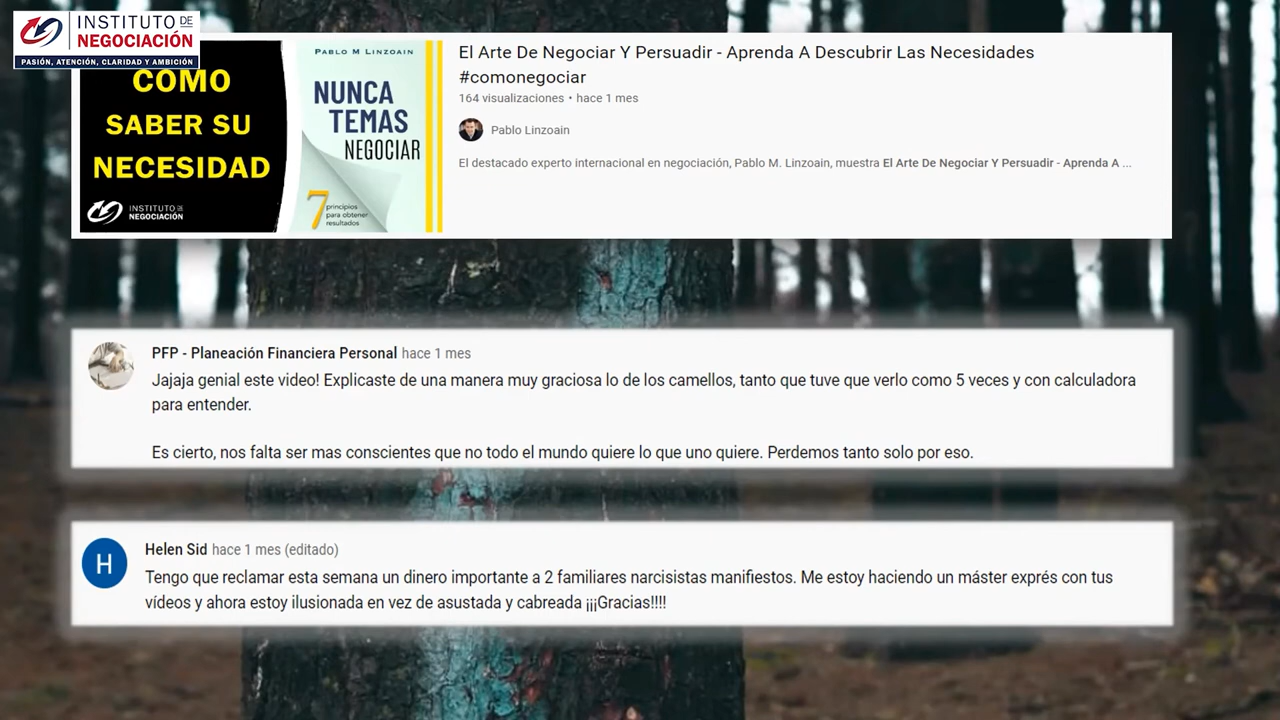 INSTITUTO DE
NEGOCIACIÓN
PASIÓN, ATENCIÓN, CLARIDAD Y AMBICIÓN
COMO
SABER SU
NECESIDAD
INSTITUTO DE
NEGOCIACIÓN
PABLO M LINZOAIN
NUNCA
TEMAS
NEGOCIAR
7 principios
para obtener
resultados
El Arte De Negociar Y Persuadir - Aprenda A Descubrir Las Necesidades
#comonegociar
164 visualizaciones • hace 1 mes
Pablo Linzoain
El destacado experto internacional en negociación, Pablo M. Linzoain, muestra El Arte De Negociar Y Persuadir - Aprenda A ...
PFP - Planeación Financiera Personal hace 1 mes
Jajaja genial este video! Explicaste de una manera muy graciosa lo de los camellos, tanto que tuve que verlo como 5 veces y con calculadora
para entender.
Es cierto, nos falta ser mas conscientes que no todo el mundo quiere lo que uno quiere. Perdemos tanto solo por eso.
H
Helen Sid hace 1 mes (editado)
Tengo que reclamar esta semana un dinero importante a 2 familiares narcisistas manifiestos. Me estoy haciendo un máster exprés con tus
vídeos y ahora estoy ilusionada en vez de asustada y cabreada ¡¡¡Gracias!!!!